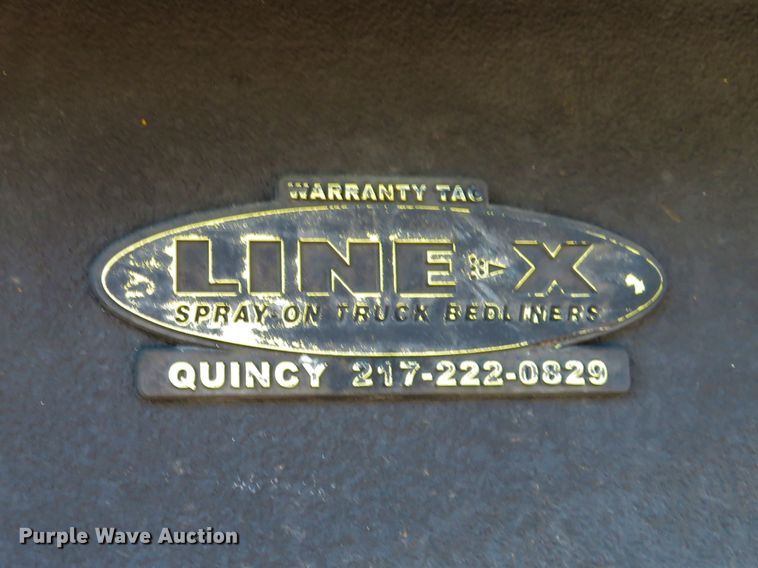 WARRANTY TAG
LINE-X
SPRAY-ON TRUCK BEDLINERS
QUINCY 217-222-0829
Purple Wave Auction